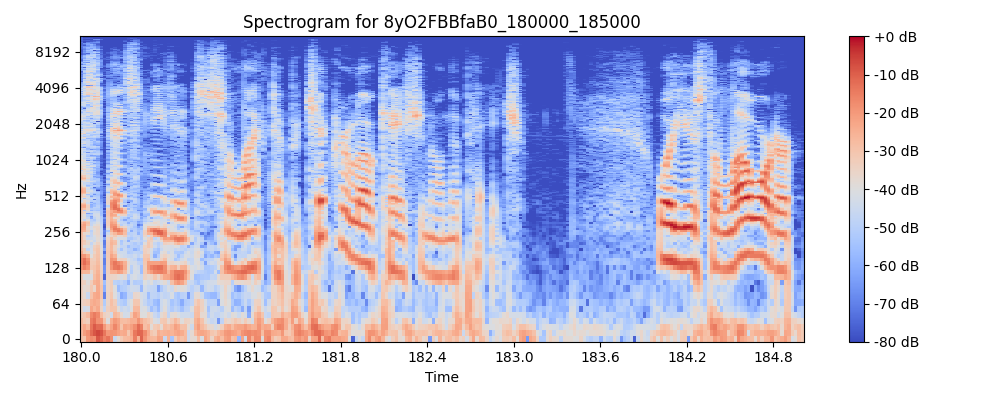 Spectrogram for 8yO2FBBfaB0_180000_185000
Hz
8192
4096
2048
1024
512
256
128
64
0
180.0 180.6 181.2 181.8 182.4 183.0 183.6 184.2 184.8
Time
+0 dB
-10 dB
-20 dB
-30 dB
-40 dB
-50 dB
-60 dB
-70 dB
-80 dB